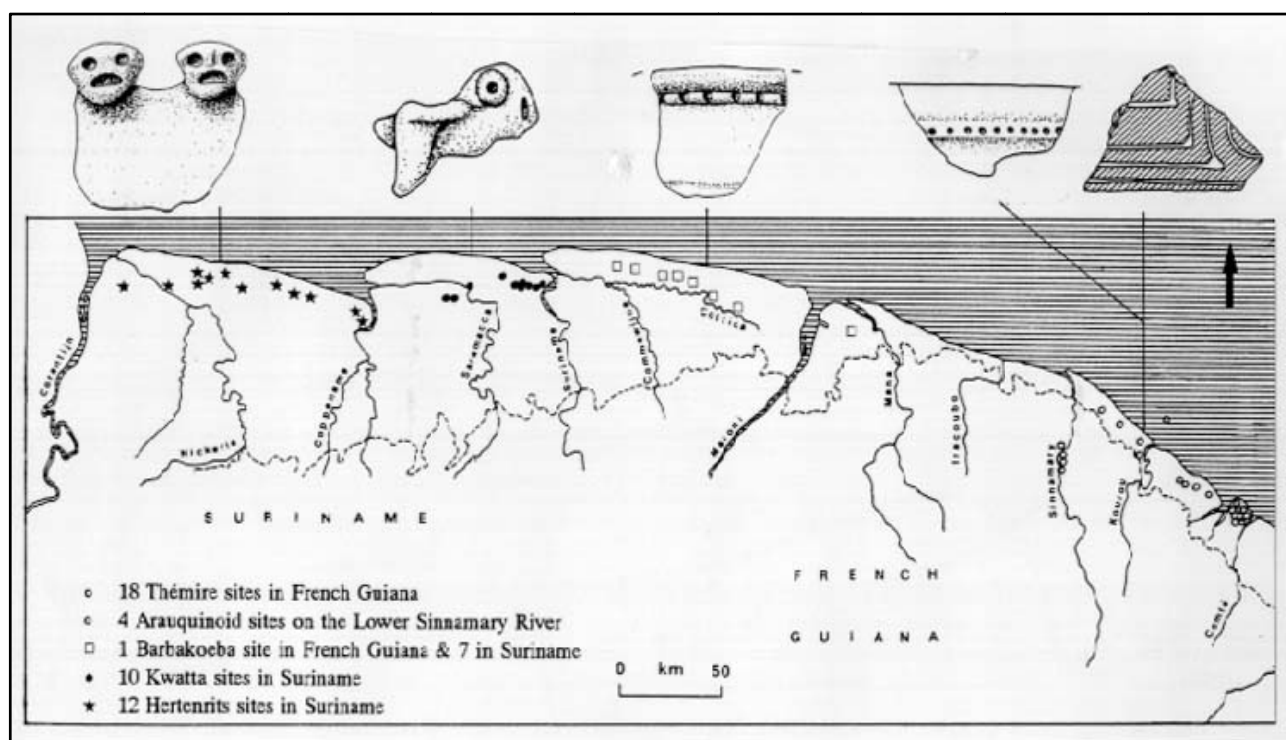 Corantijn
Nickerie
Coppename
Saramacca
Suriname
Commewijne
Cottica
Maroni
Mana
Iracubo
Sinnamary
Kourou
Comté
SURINAME
FRENCH
GUIANA
18 Thémire sites in French Guiana
4 Arauquinoid sites on the Lower Sinnamary River
1 Barbakoeba site in French Guiana & 7 in Suriname
10 Kwatta sites in Suriname
12 Hertenrits sites in Suriname
0 km 50